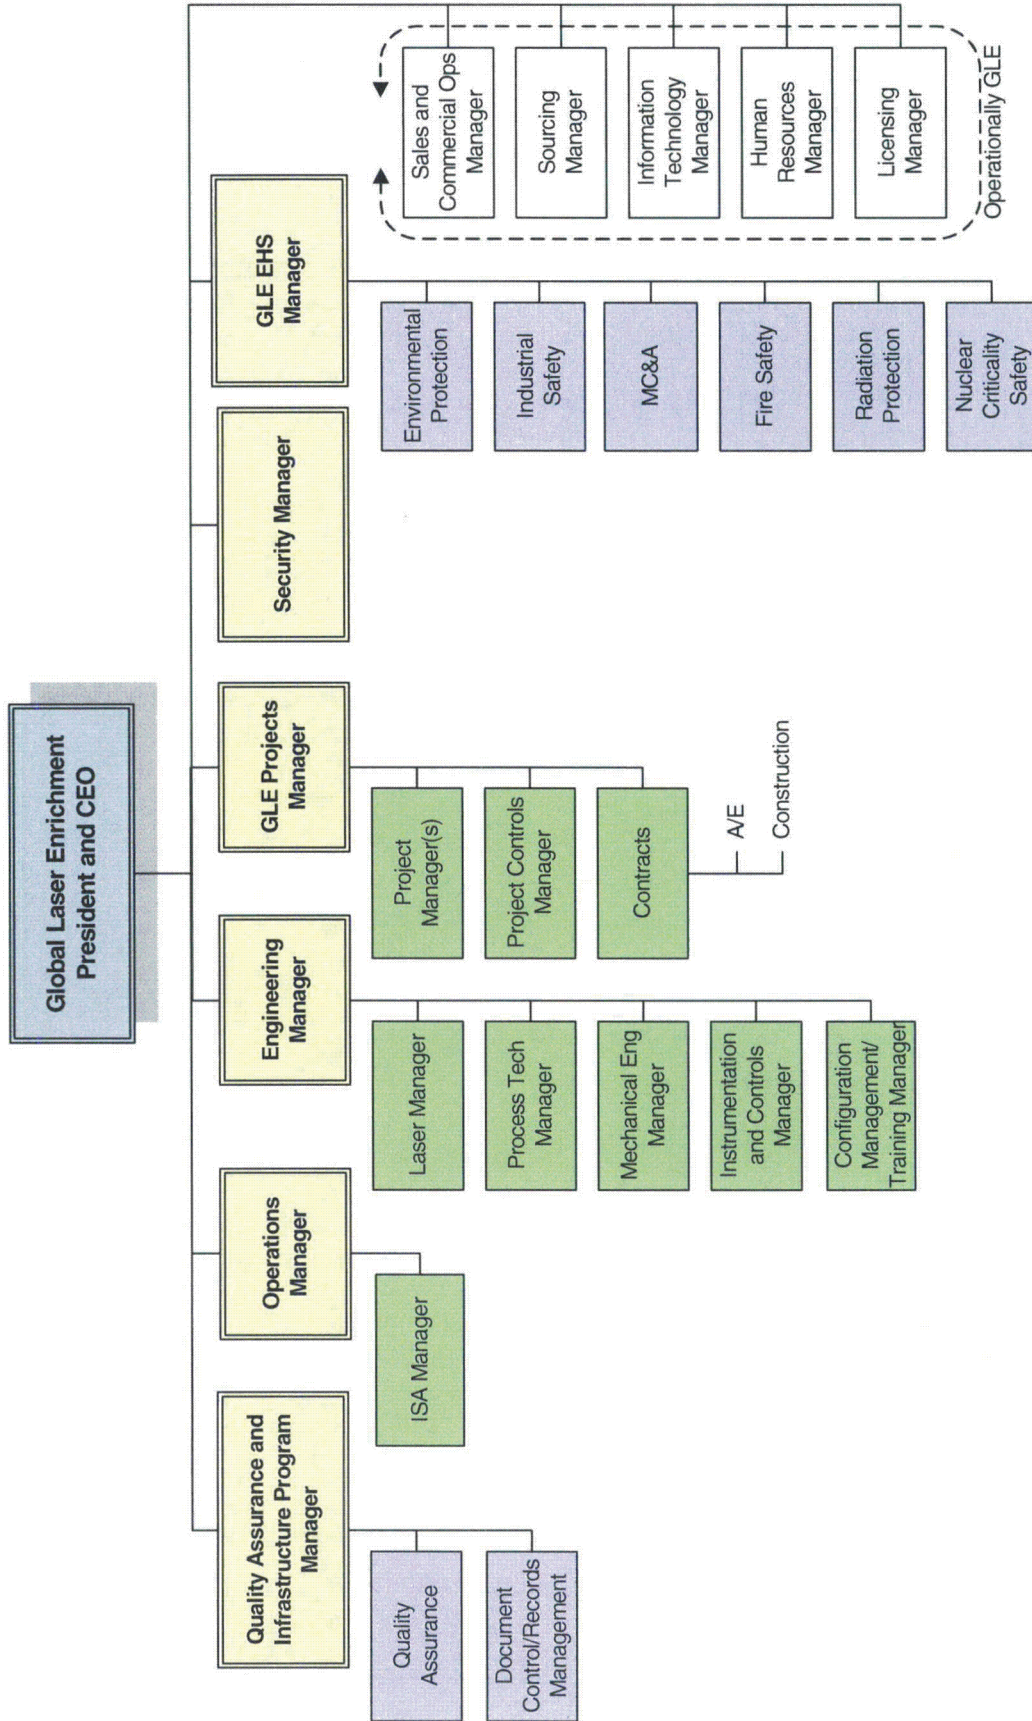 Global Laser Enrichment
President and CEO
Quality Assurance and
Infrastructure Program
Manager
Operations
Manager
Engineering
Manager
GLE Projects
Manager
Security Manager
GLE EHS
Manager
Quality
Assurance
Document
Control/Records
Management
ISA Manager
Laser Manager
Process Tech
Manager
Mechanical Eng
Manager
Instrumentation
and Controls
Manager
Configuration
Management/
Training Manager
Project
Manager(s)
Project Controls
Manager
Contracts
A/E
Construction
Environmental
Protection
Industrial
Safety
MC&A
Fire Safety
Radiation
Protection
Nuclear
Criticality
Safety
Sales and
Commercial Ops
Manager
Sourcing
Manager
Information
Technology
Manager
Human
Resources
Manager
Licensing
Manager
Operationally GLE